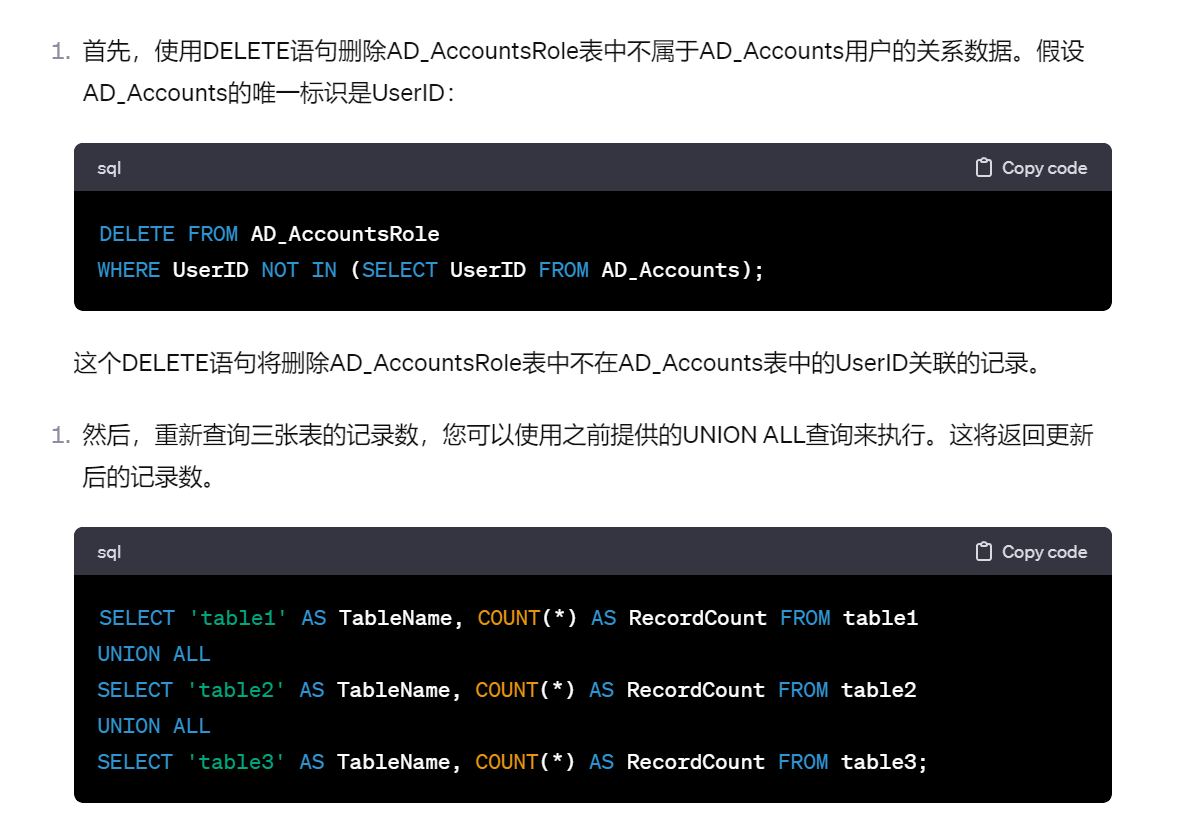 1. 首先，使用DELETE语句删除AD_AccountsRole表中不属于AD_Accounts用户的关系数据。假设
AD_Accounts的唯一标识是UserID：
sql
Copy code
DELETE FROM AD_AccountsRole
WHERE UserID NOT IN (SELECT UserID FROM AD_Accounts);
这个DELETE语句将删除AD_AccountsRole表中不在AD_Accounts表中的UserID关联的记录。
1. 然后，重新查询三张表的记录数，您可以使用之前提供的UNION ALL查询来执行。这将返回更新
后的记录数。
sql
Copy code
SELECT 'table1' AS TableName, COUNT(*) AS RecordCount FROM table1
UNION ALL
SELECT 'table2' AS TableName, COUNT(*) AS RecordCount FROM table2
UNION ALL
SELECT 'table3' AS TableName, COUNT(*) AS RecordCount FROM table3;